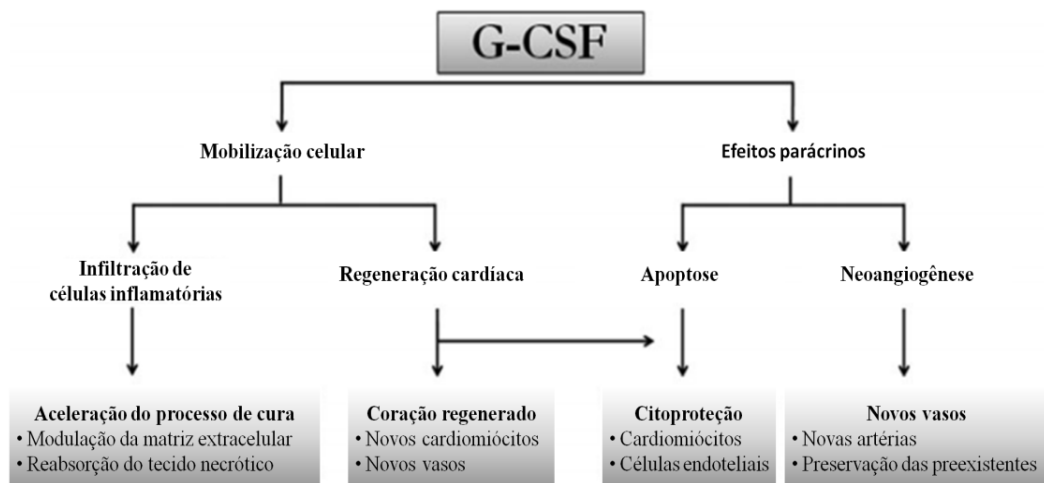 G-CSF
Mobilização celular
Efeitos parácrinos
Infiltração de
células inflamatórias
Regeneração cardíaca
Apoptose
Neoangiogênese
Aceleração do processo de cura
• Modulação da matriz extracelular
• Reabsorção do tecido necrótico
Coração regenerado
• Novos cardiomiócitos
• Novos vasos
Citoproteção
• Cardiomiócitos
• Células endoteliais
Novos vasos
• Novas artérias
• Preservação das preexistentes